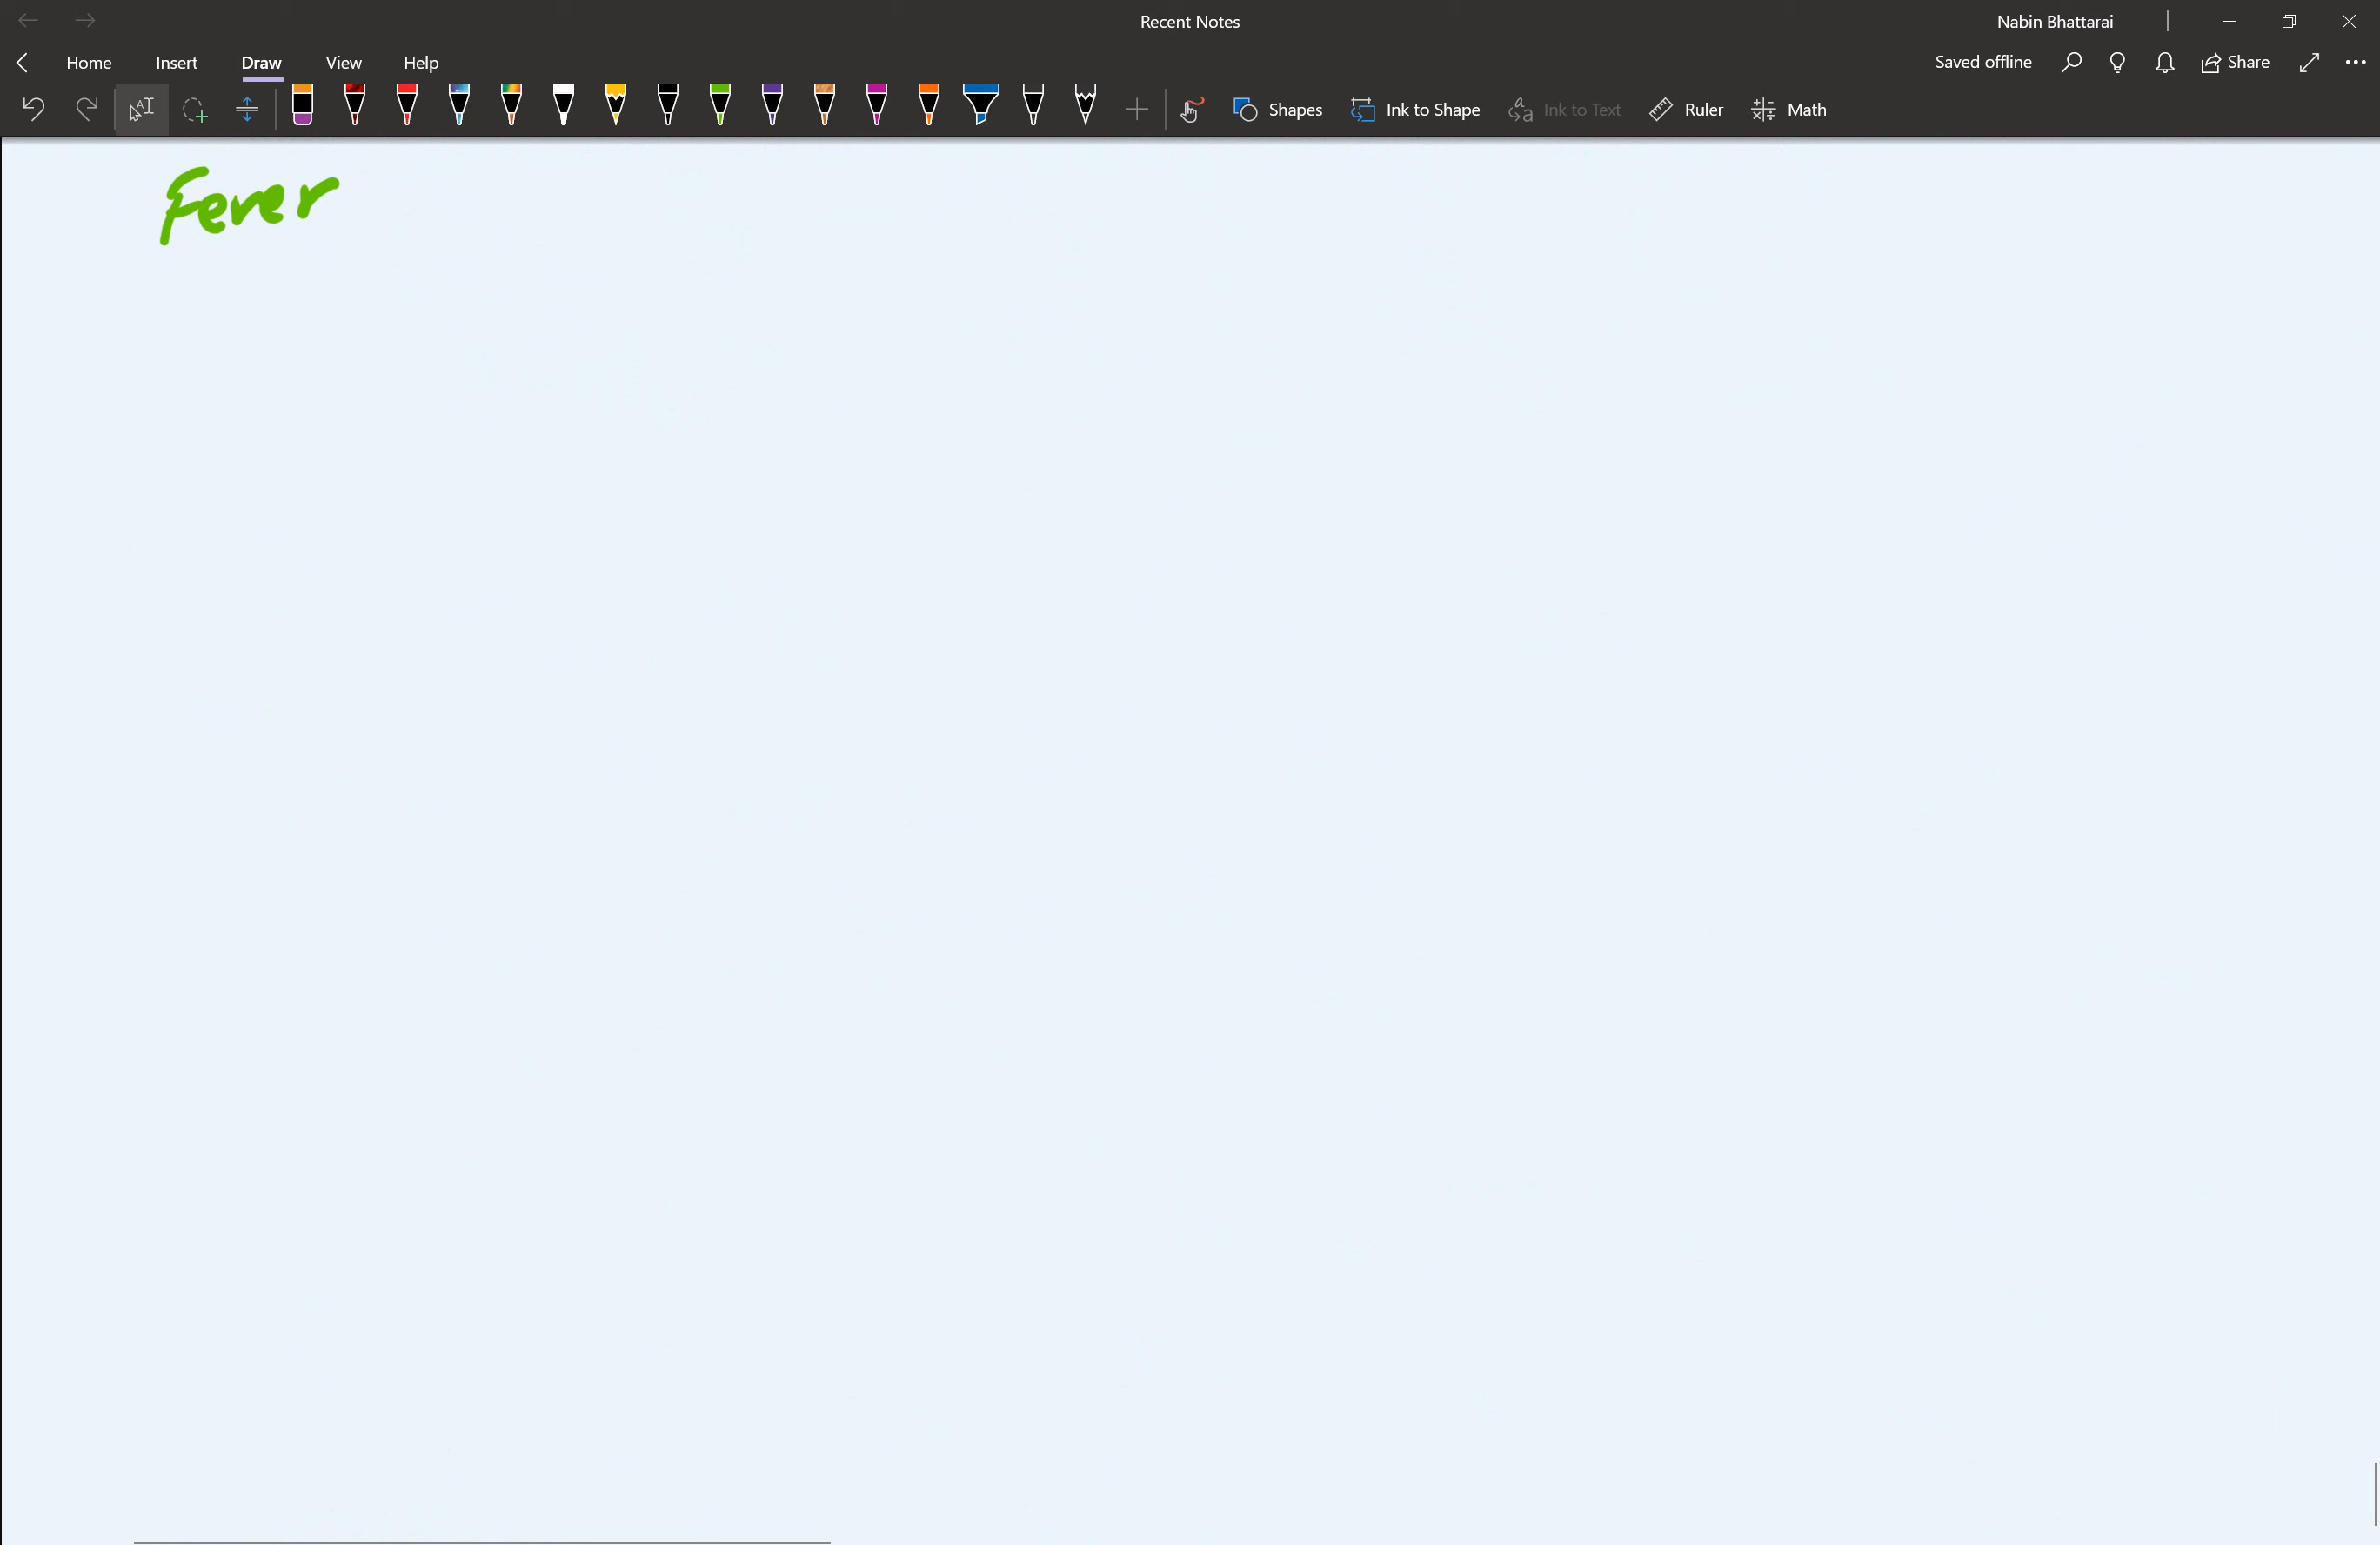 Recent Notes
Nabin Bhattarai
Home Insert Draw View Help
Saved offline
Share
Shapes
Ink to Shape
Ink to Text
Ruler
Math
Fever